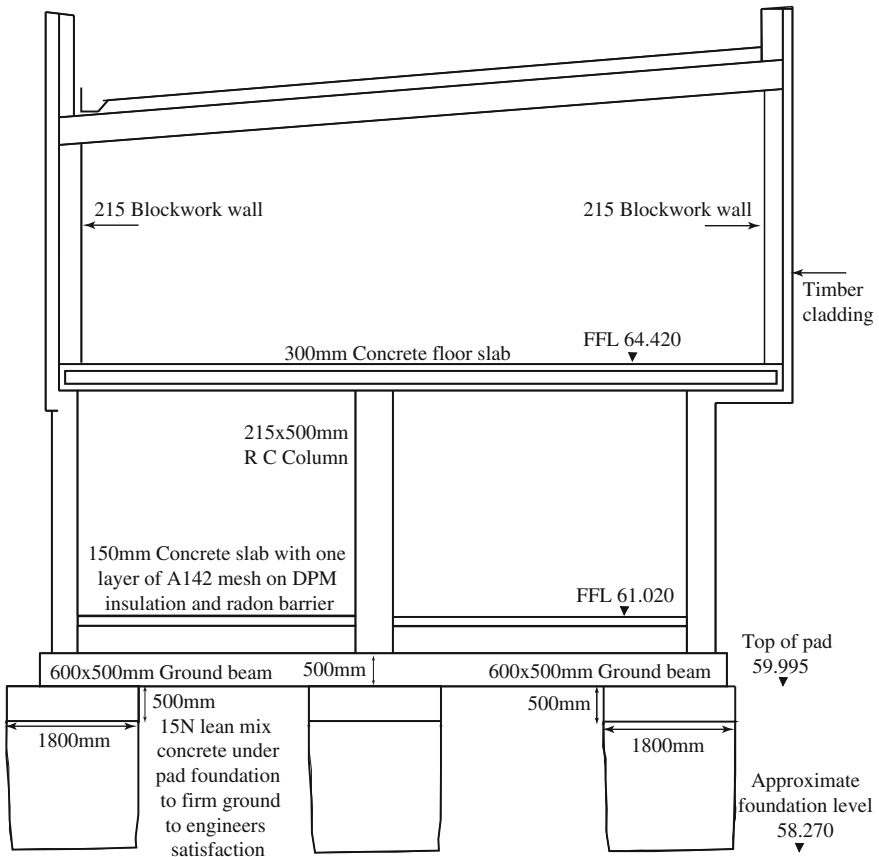 215 Blockwork wall
215 Blockwork wall
Timber
cladding
FFL 64.420
300mm Concrete floor slab
215x500mm
R C Column
150mm Concrete slab with one
layer of A142 mesh on DPM
insulation and radon barrier
FFL 61.020
Top of pad
59.995
600x500mm Ground beam
500mm
600x500mm Ground beam
500mm
500mm
1800mm
15N lean mix
concrete under
pad foundation
to firm ground
to engineers
satisfaction
1800mm
Approximate
foundation level
58.270